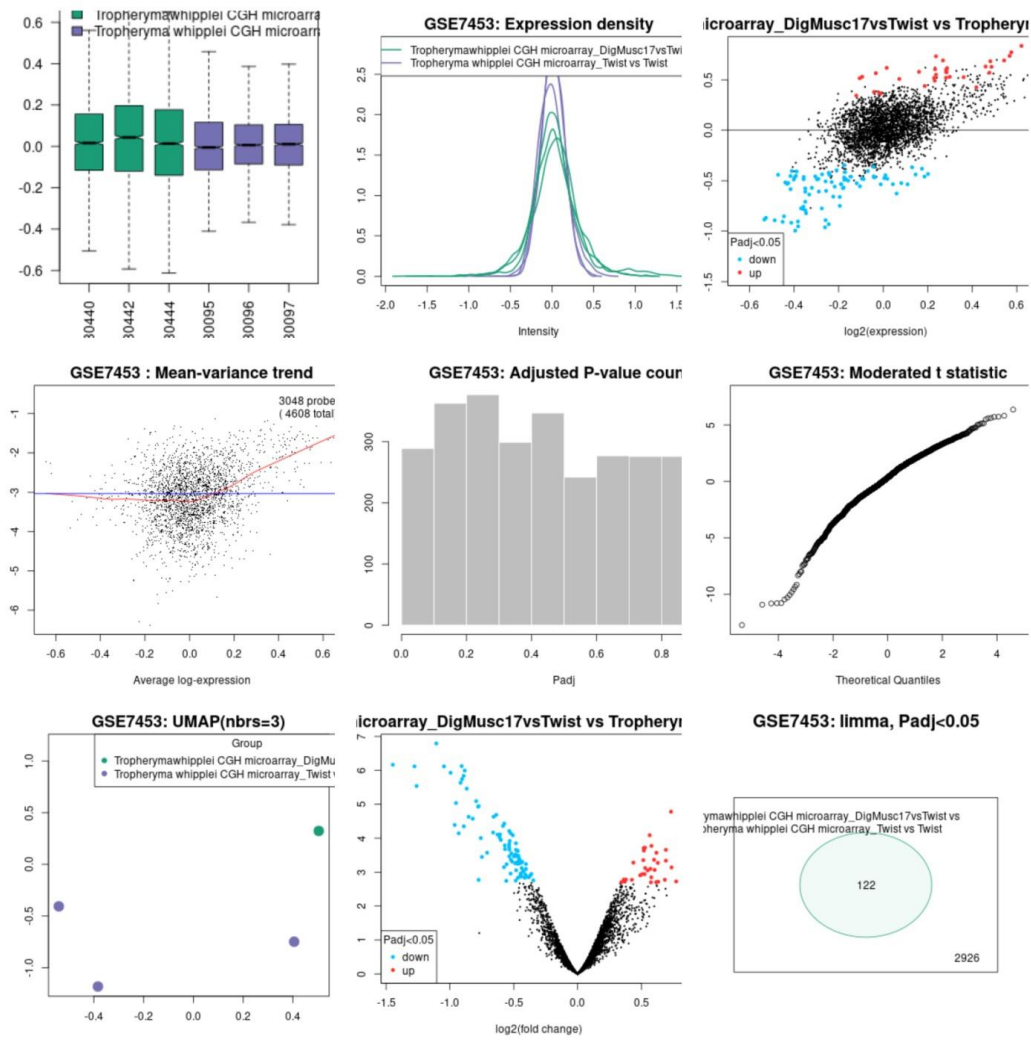 Tropherymawhipplei CGH microarra
Tropheryma whipplei CGH microarra
0.6
0.4
0.2
0.0
-0.2
-0.4
-0.6
30440
30442
30444
30095
30096
30097
GSE7453: Expression density
Tropherymawhipplei CGH microarray_DigMusc17vsTwi
Tropheryma whipplei CGH microarray_Twist vs Twist
2.5
2.0
1.5
1.0
0.5
0.0
-2.0 -1.5 -1.0 -0.5 0.0 0.5 1.0 1.5
Intensity
icroarray_DigMusc17vsTwist vs Tropherym
0.5
0.0
-0.5
-1.0
-1.5
Padj<0.05
down
up
-0.6 -0.4 -0.2 0.0 0.2 0.4 0.6
log2(expression)
GSE7453 : Mean-variance trend
3048 probe
( 4608 total
-1
-2
-3
-4
-5
-6
-0.6 -0.4 -0.2 0.0 0.2 0.4 0.6
Average log-expression
GSE7453: Adjusted P-value coun
300
200
100
0
0.0 0.2 0.4 0.6 0.8
Padj
GSE7453: Moderated t statistic
5
0
-5
-10
-4 -2 0 2 4
Theoretical Quantiles
GSE7453: UMAP(nbrs=3)
Group
Tropherymawhipplei CGH microarray_DigMu
Tropheryma whipplei CGH microarray_Twist v
1.0
0.5
0.0
-0.5
-1.0
-0.4 -0.2 0.0 0.2 0.4
icroarray_DigMusc17vsTwist vs Tropherym
7
6
5
4
3
2
1
0
Padj<0.05
down
up
-1.5 -1.0 -0.5 0.0 0.5
log2(fold change)
GSE7453: limma, Padj<0.05
ymawhipplei CGH microarray_DigMusc17vsTwist vs
pheryma whipplei CGH microarray_Twist vs Twist
122
2926